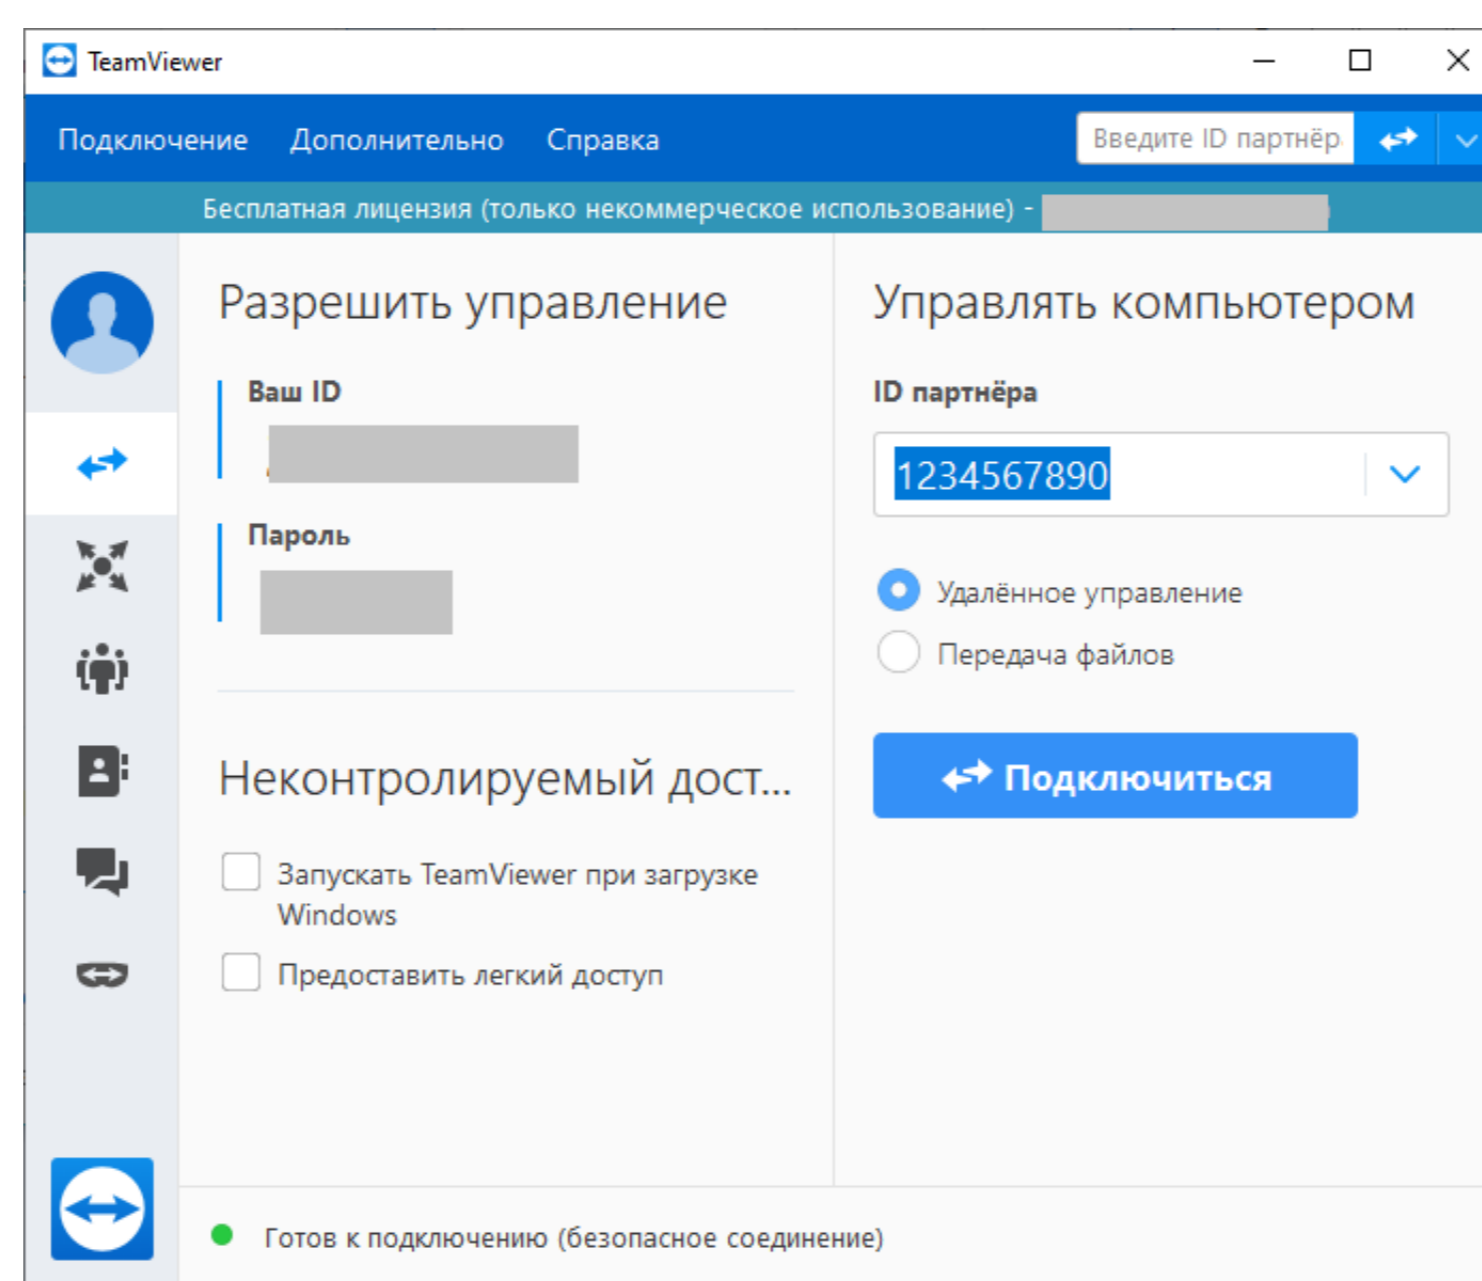 TeamViewer
Подключение Дополнительно Справка
Введите ID партнёр
Бесплатная лицензия (только некоммерческое использование) -
Разрешить управление
Ваш ID
Пароль
Неконтролируемый дост...
Запускать TeamViewer при загрузке
Windows
Предоставить легкий доступ
Управлять компьютером
ID партнёра
1234567890
Удалённое управление
Передача файлов
Подключиться
Готов к подключению (безопасное соединение)